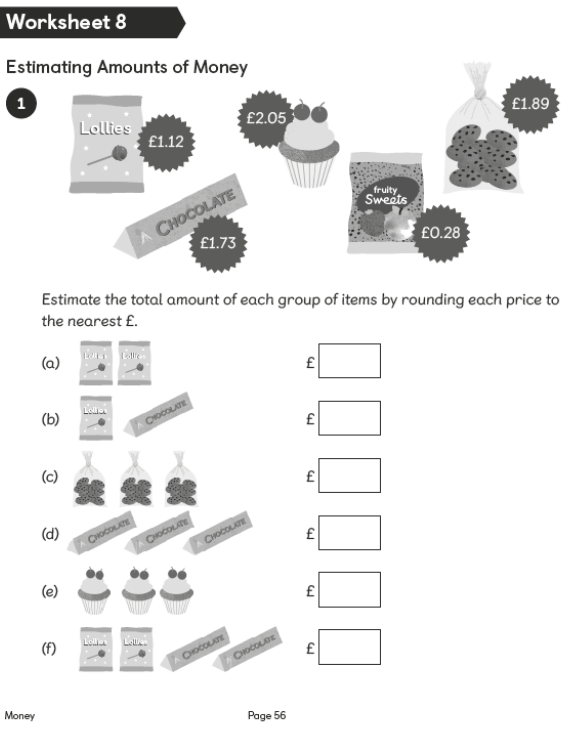 Worksheet 8
Estimating Amounts of Money
1
Lollies
£1.12
£2.05
£1.89
CHOCOLATE
£1.73
fruity
Sweets
£0.28
Estimate the total amount of each group of items by rounding each price to
the nearest £.
(a) Lollies Lollies £
(b) Lollies CHOCOLATE £
(c) £
(d) CHOCOLATE CHOCOLATE CHOCOLATE £
(e) £
(f) Lollies Lollies CHOCOLATE CHOCOLATE £
Money Page 56